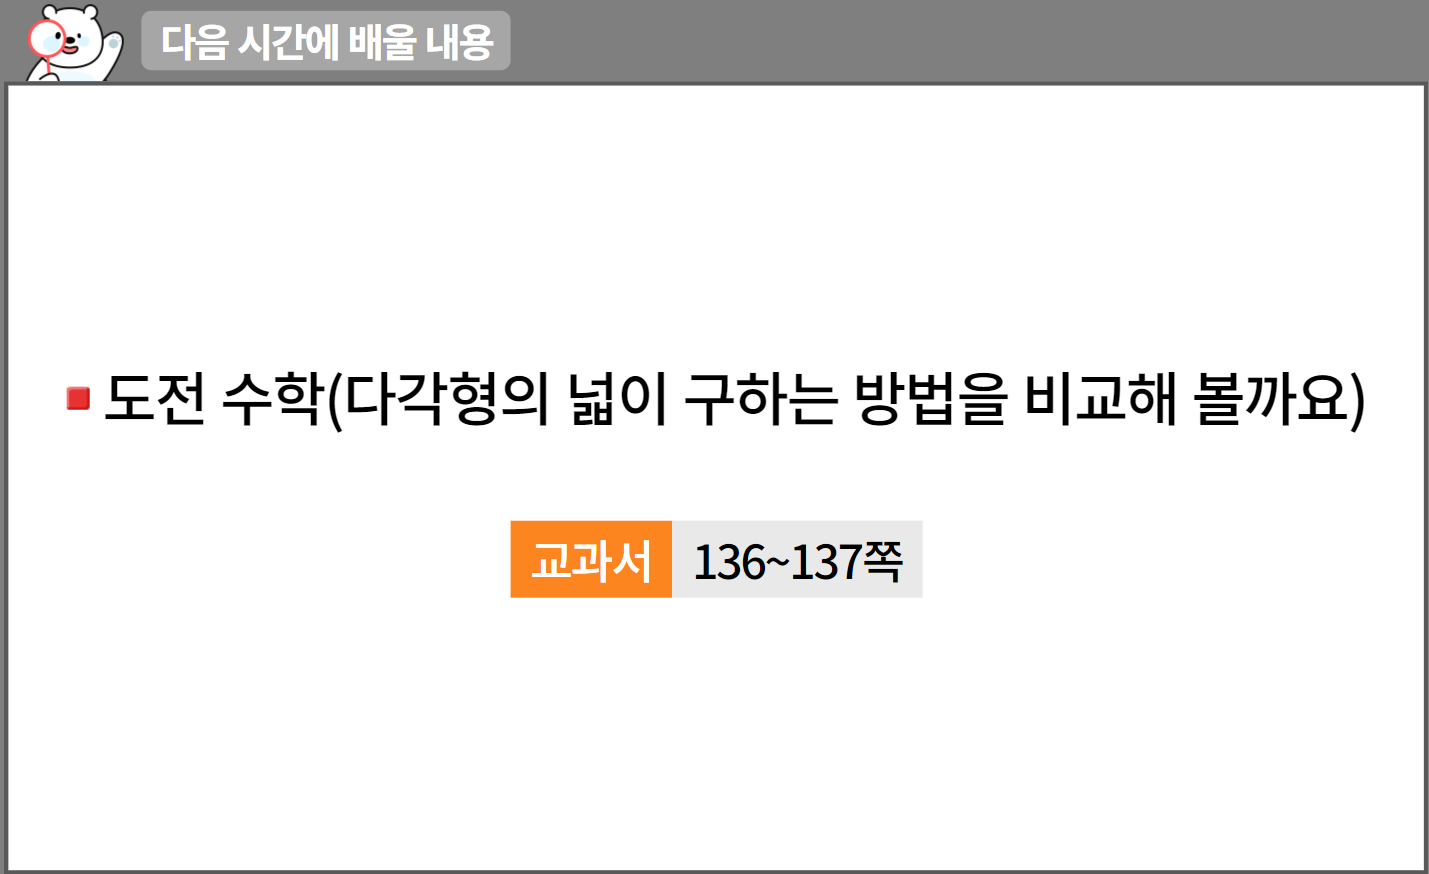 다음 시간에 배울 내용
도전 수학(다각형의 넓이 구하는 방법을 비교해 볼까요)
교과서 136~137쪽